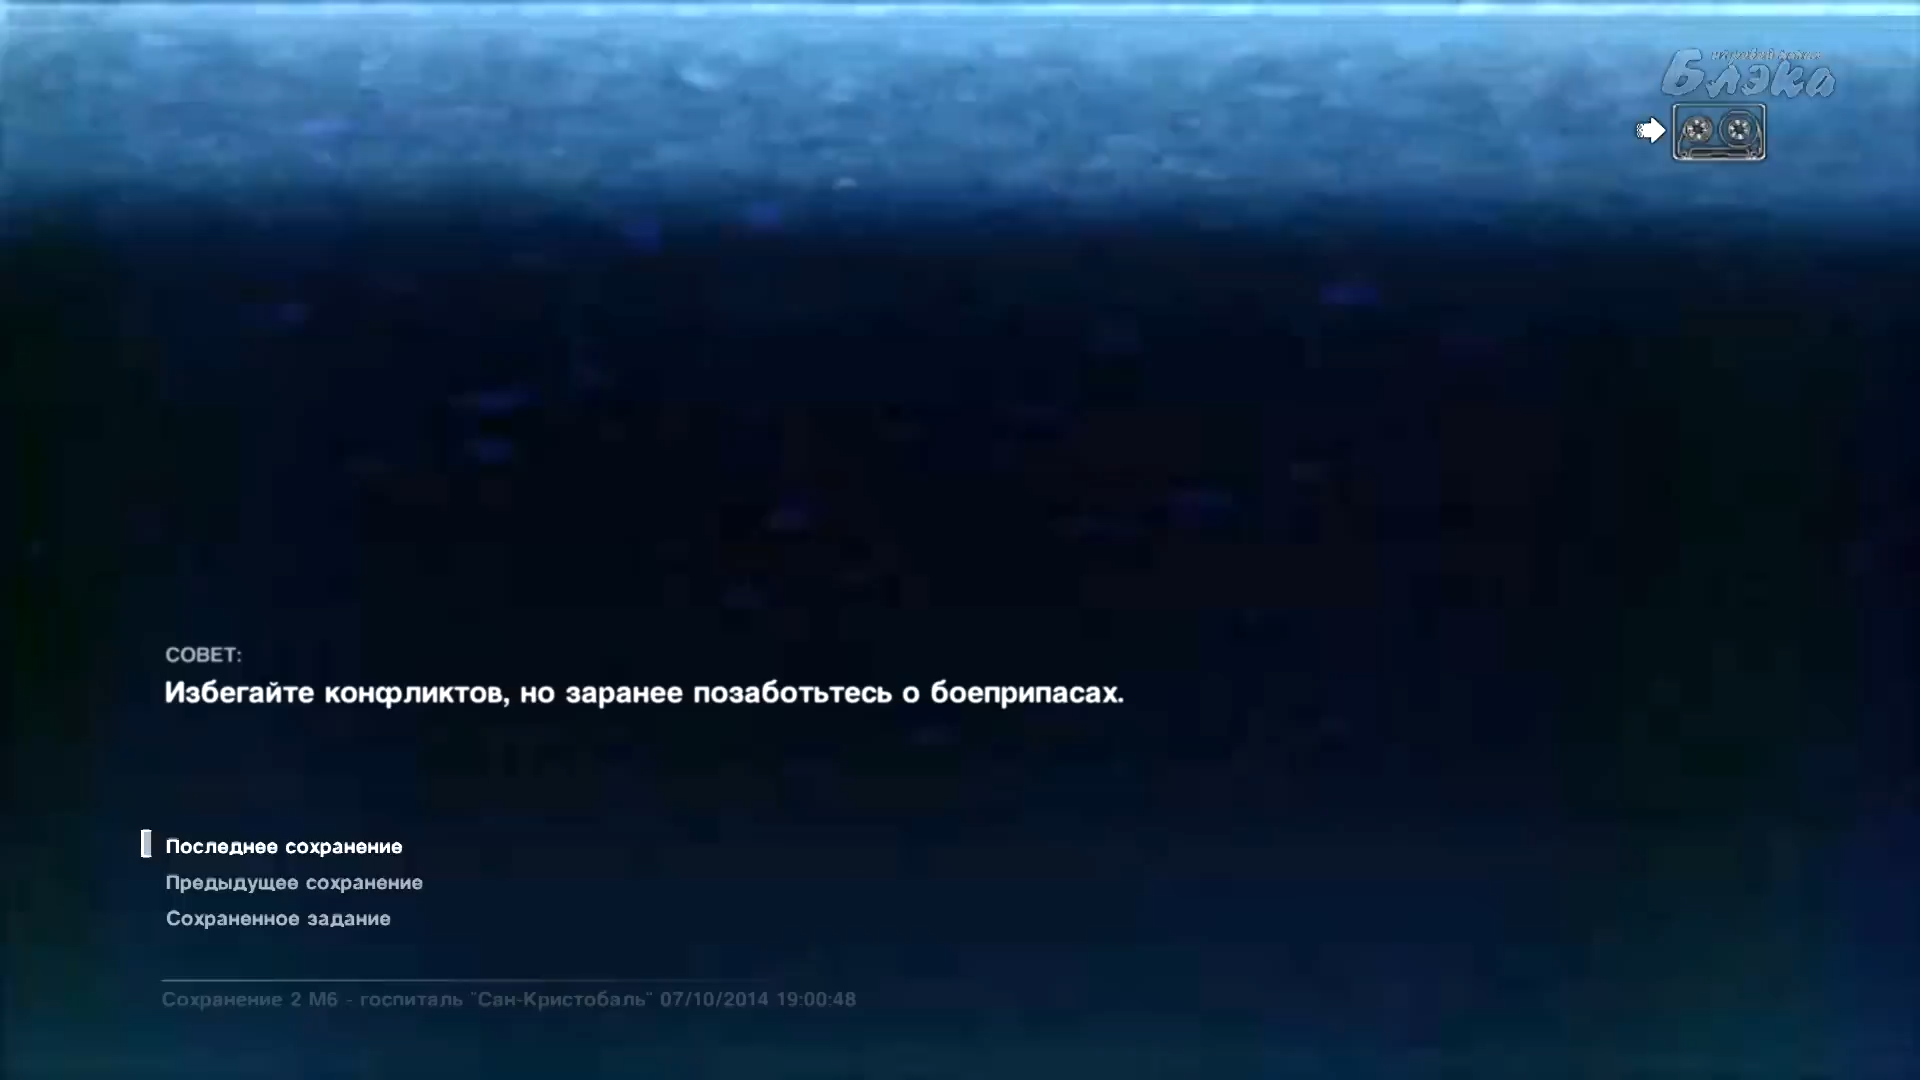 Блэка
СОВЕТ:
Избегайте конфликтов, но заранее позаботьтесь о боеприпасах.
Последнее сохранение
Предыдущее сохранение
Сохраненное задание
Сохранение 2 М6 - госпиталь "Сан-Кристобаль" 07/10/2014 19:00:48